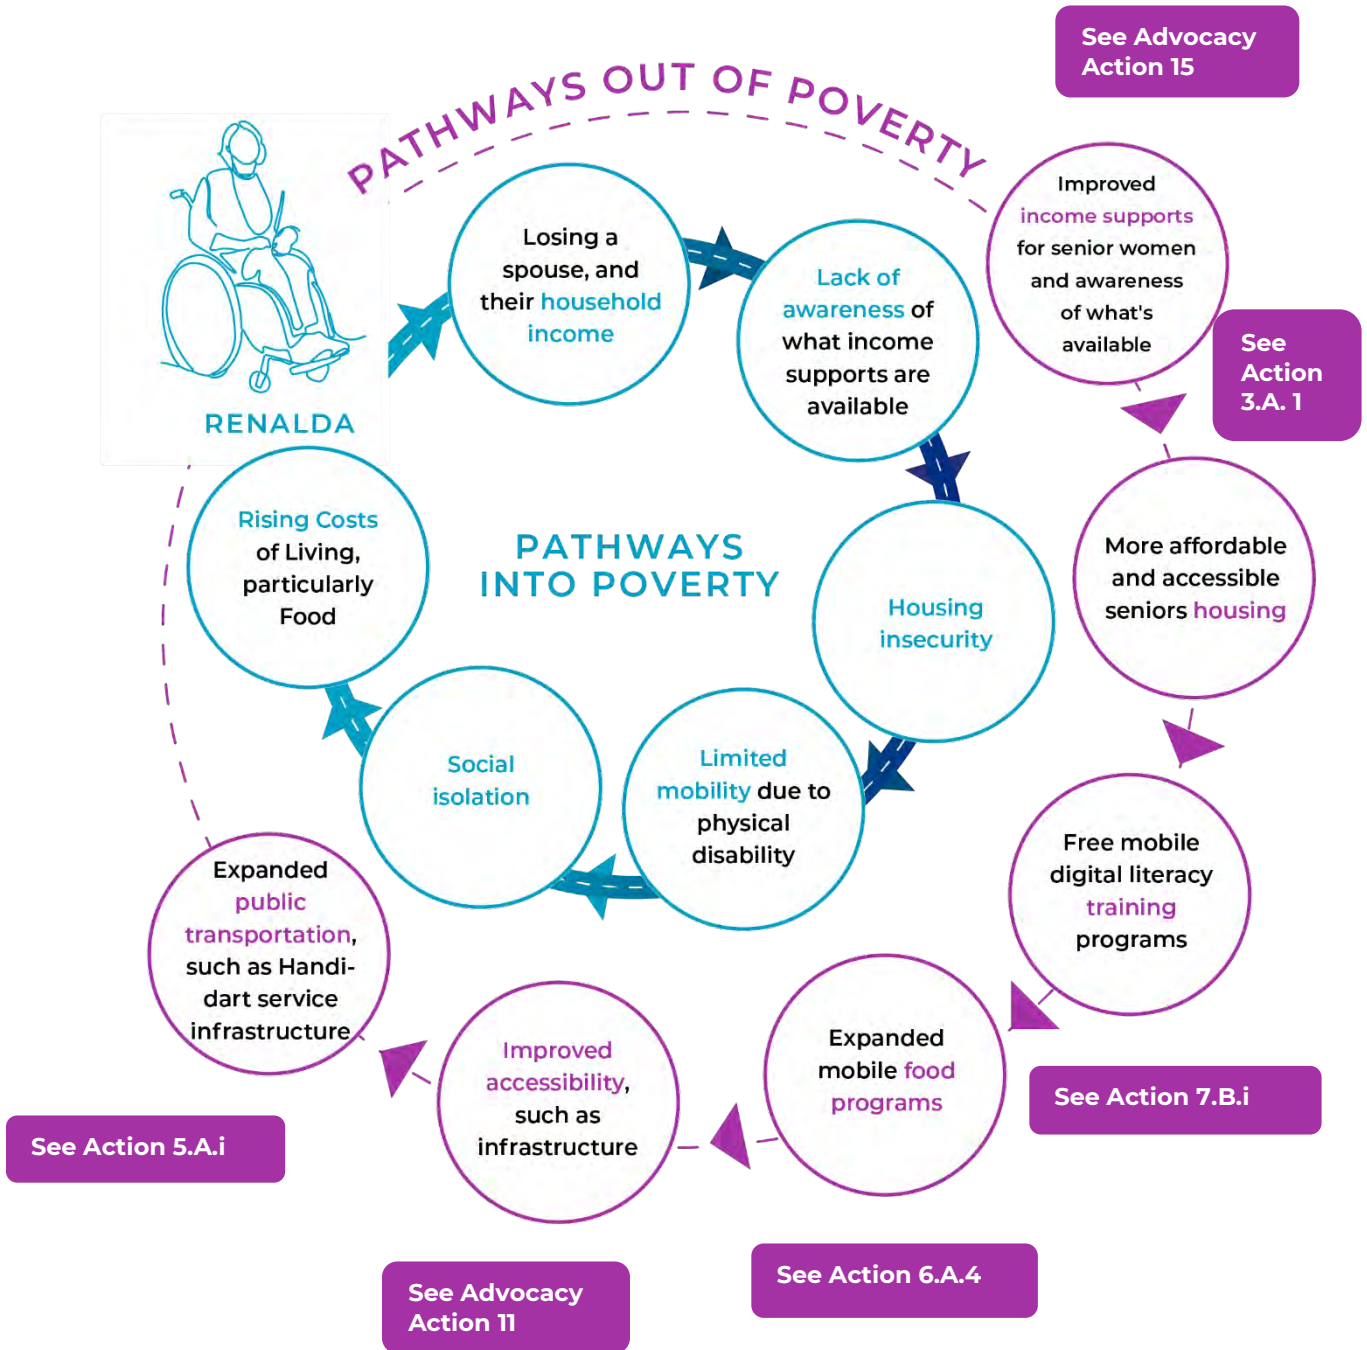 See Advocacy
Action 15
PATHWAYS OUT OF POVERTY
RENALDA
Losing a
spouse, and
their household
income
Lack of
awareness of
what income
supports are
available
Improved
income supports
for senior women
and awareness
of what's
available
See
Action
3.A. 1
PATHWAYS
INTO POVERTY
Rising Costs
of Living,
particularly
Food
Housing
insecurity
More affordable
and accessible
seniors housing
Social
isolation
Limited
mobility due to
physical
disability
Free mobile
digital literacy
training
programs
Expanded
public
transportation,
such as Handi-
dart service
infrastructure
Improved
accessibility,
such as
infrastructure
Expanded
mobile food
programs
See Action 7.B.i
See Action 5.A.i
See Action 6.A.4
See Advocacy
Action 11